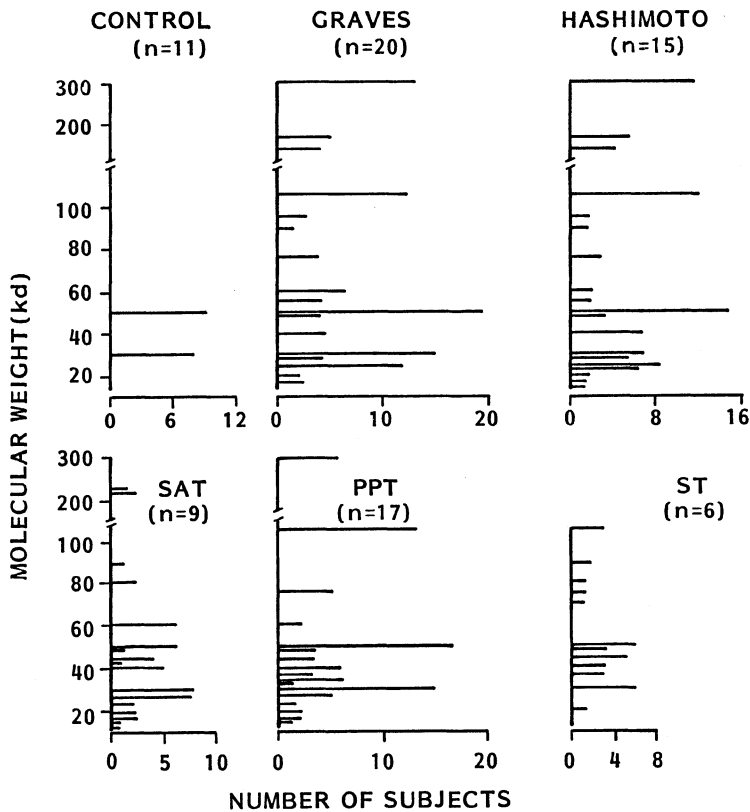 CONTROL
(n=11)
GRAVES
(n=20)
HASHIMOTO
(n=15)
300
200
100
80
60
40
20
0 6 12
0 10 20
0 8 16
MOLECULAR WEIGHT(kd)
SAT
(n=9)
PPT
(n=17)
ST
(n=6)
300
200
100
80
60
40
20
0 5 10
0 10 20
0 4 8
NUMBER OF SUBJECTS